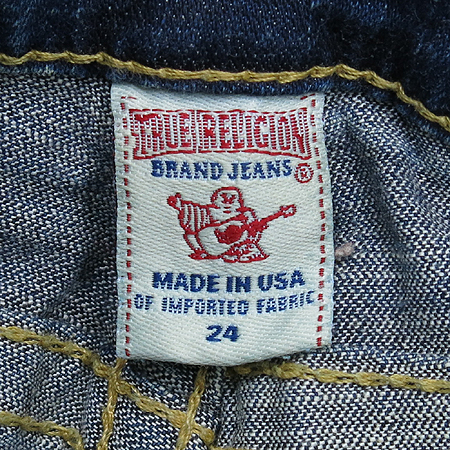 TRUE RELIGION
BRAND JEANS ®
MADE IN USA
OF IMPORTED FABRIC
24